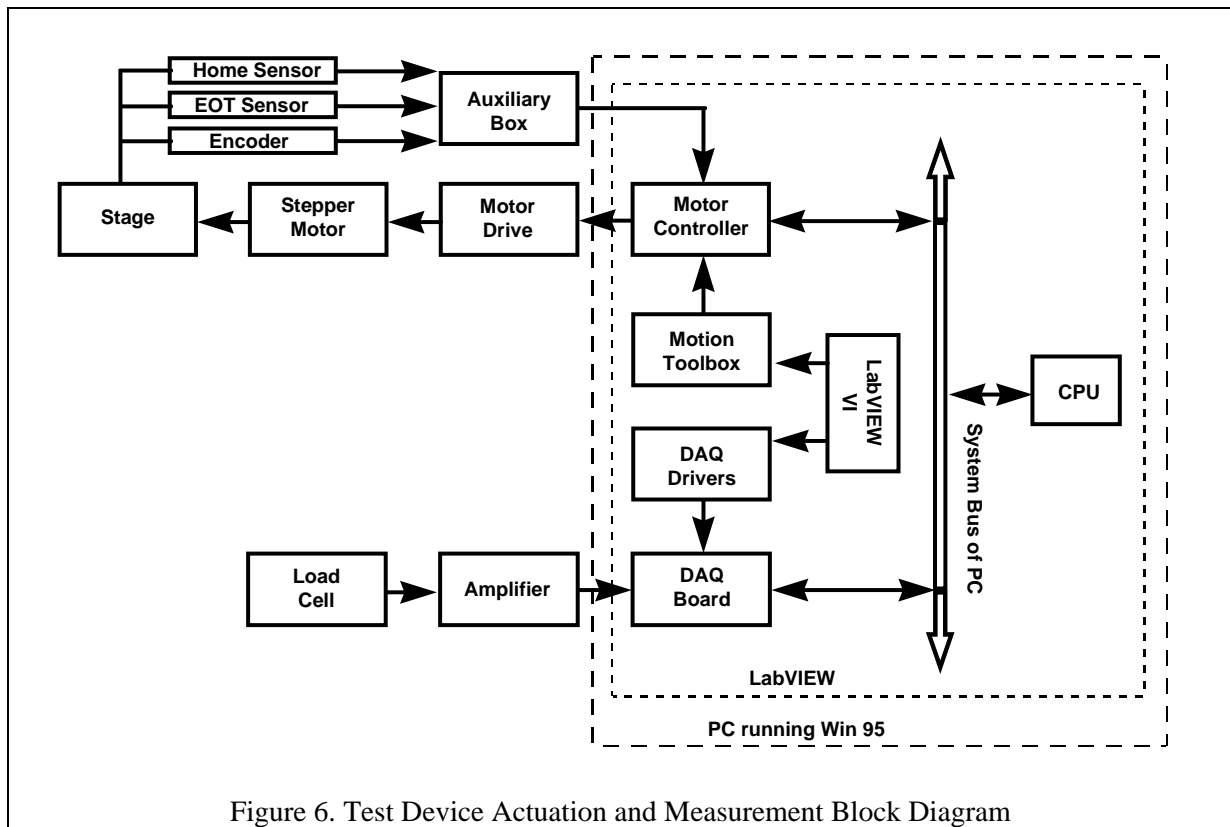 Home Sensor
EOT Sensor
Encoder
Auxiliary
Box
Stage
Stepper
Motor
Motor
Drive
Motor
Controller
Motion
Toolbox
LabVIEW
VI
CPU
DAQ
Drivers
System Bus of PC
Load
Cell
Amplifier
DAQ
Board
LabVIEW
PC running Win 95
Figure 6. Test Device Actuation and Measurement Block Diagram